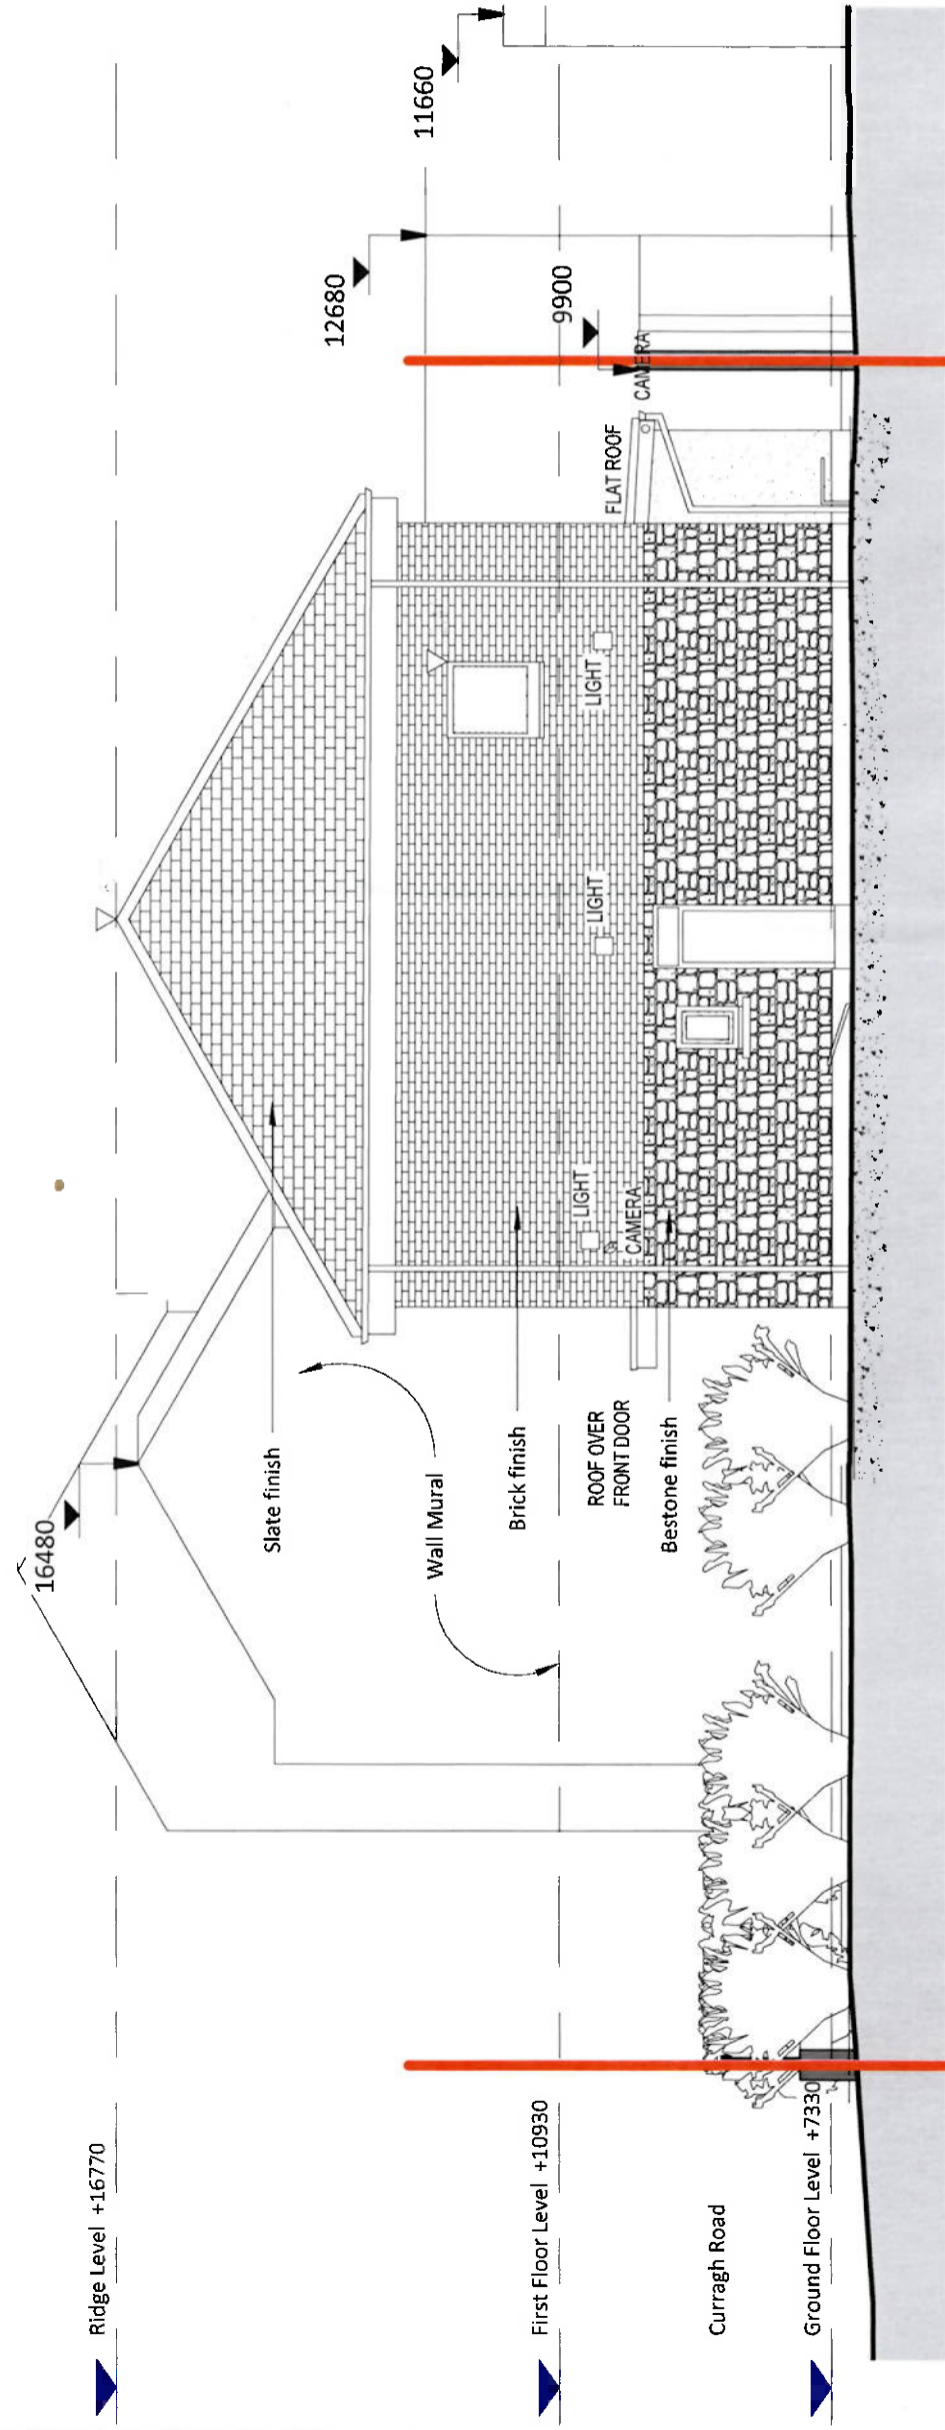 Ridge Level +16770
First Floor Level +10930
Curragh Road
Ground Floor Level +7330
16480
Slate finish
Wall Mural
Brick finish
ROOF OVER
FRONT DOOR
Bestone finish
LIGHT
CAMERA
LIGHT
LIGHT
FLAT ROOF
CAMERA
9900
12680
11660